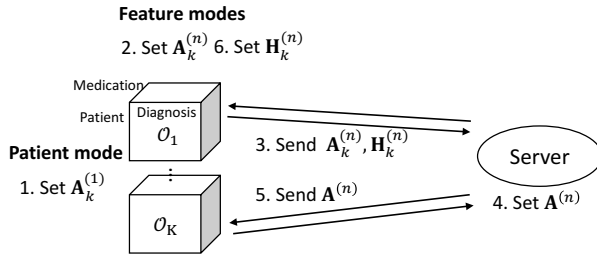 Feature modes
2. Set A_k^(n) 6. Set H_k^(n)
Medication
Diagnosis
Patient
O_1
Patient mode
1. Set A_k^(1)
⋮
O_K
3. Send A_k^(n), H_k^(n)
5. Send A^(n)
Server
4. Set A^(n)